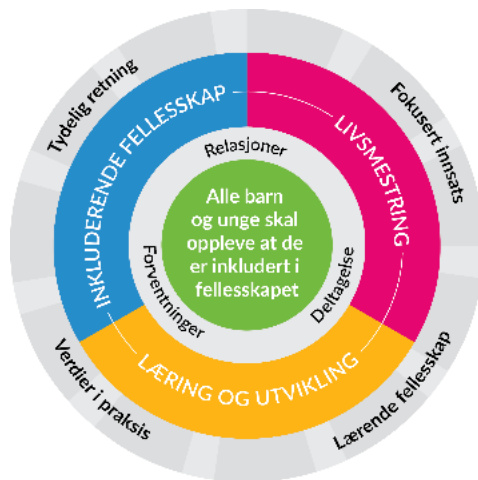 Tydelig retning
Fokusert innsats
INKLUDERENDE FELLESSKAP
LIVSMESTRING
Relasjoner
Alle barn
og unge skal
oppleve at de
er inkludert i
fellesskapet
Forventninger
Deltagelse
LÆRING OG UTVIKLING
Verdier i praksis
Lærende fellesskap